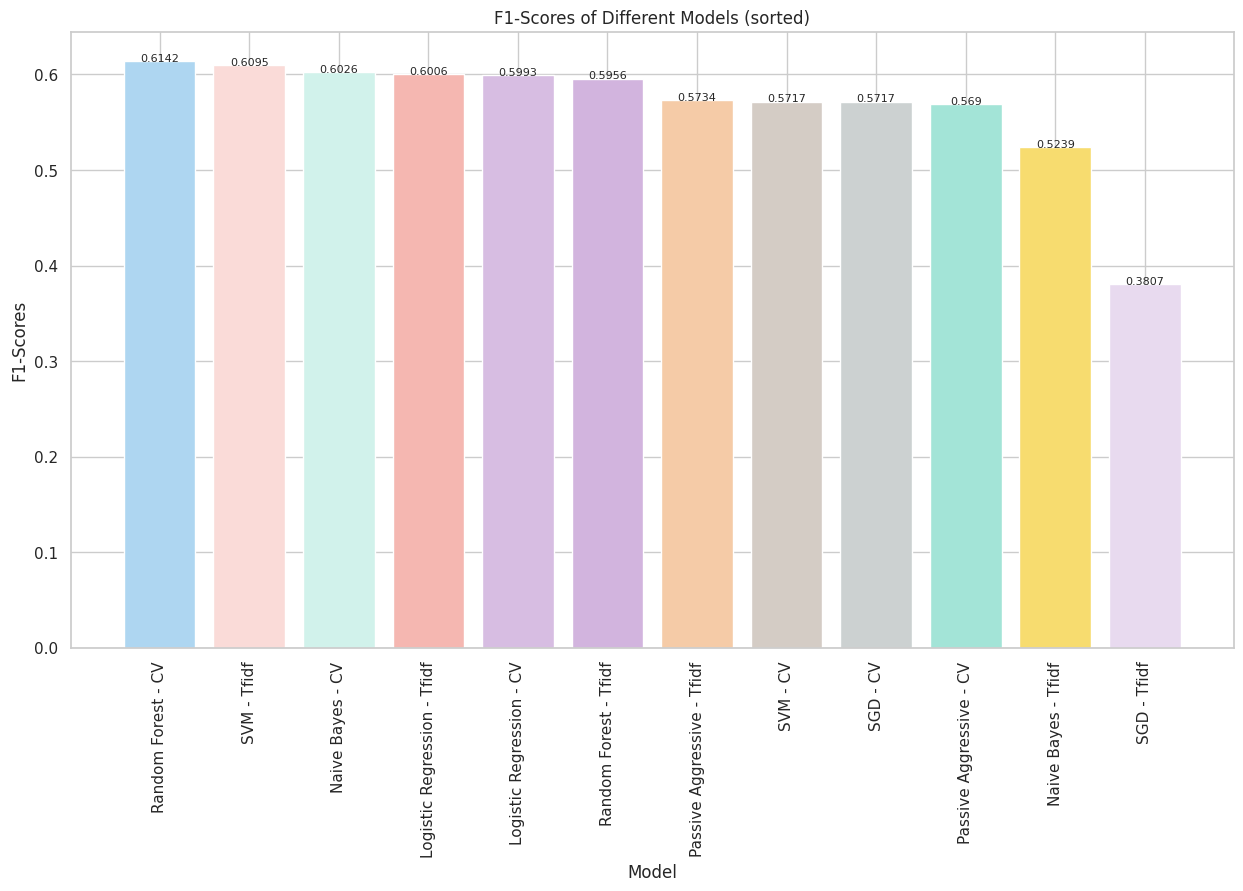 F1-Scores of Different Models (sorted)
F1-Scores
0.6
0.5
0.4
0.3
0.2
0.1
0.0
0.6142
0.6095
0.6026
0.6006
0.5993
0.5956
0.5734
0.5717
0.5717
0.569
0.5239
0.3807
Random Forest - CV
SVM - Tfidf
Naive Bayes - CV
Logistic Regression - Tfidf
Logistic Regression - CV
Random Forest - Tfidf
Passive Aggressive - Tfidf
SVM - CV
SGD - CV
Passive Aggressive - CV
Naive Bayes - Tfidf
SGD - Tfidf
Model